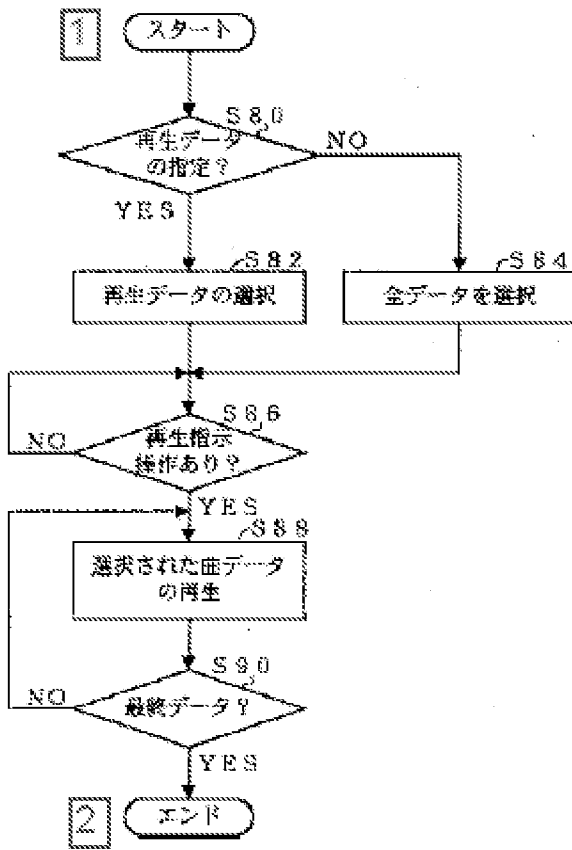 1
スタート
S80
再生データ
の指定?
NO
YES
S82
再生データの選択
S84
全データを選択
S86
再生指示
操作あり?
NO
YES
S88
選択された曲データ
の再生
S90
最終データ?
NO
YES
2
エンド